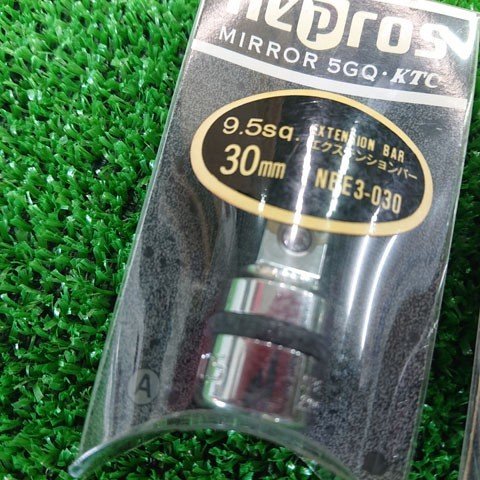 nepros
MIRROR 5GQ · KTC
9.5sq. EXTENSION BAR
エクステンションバー
30mm NBE3-030
A